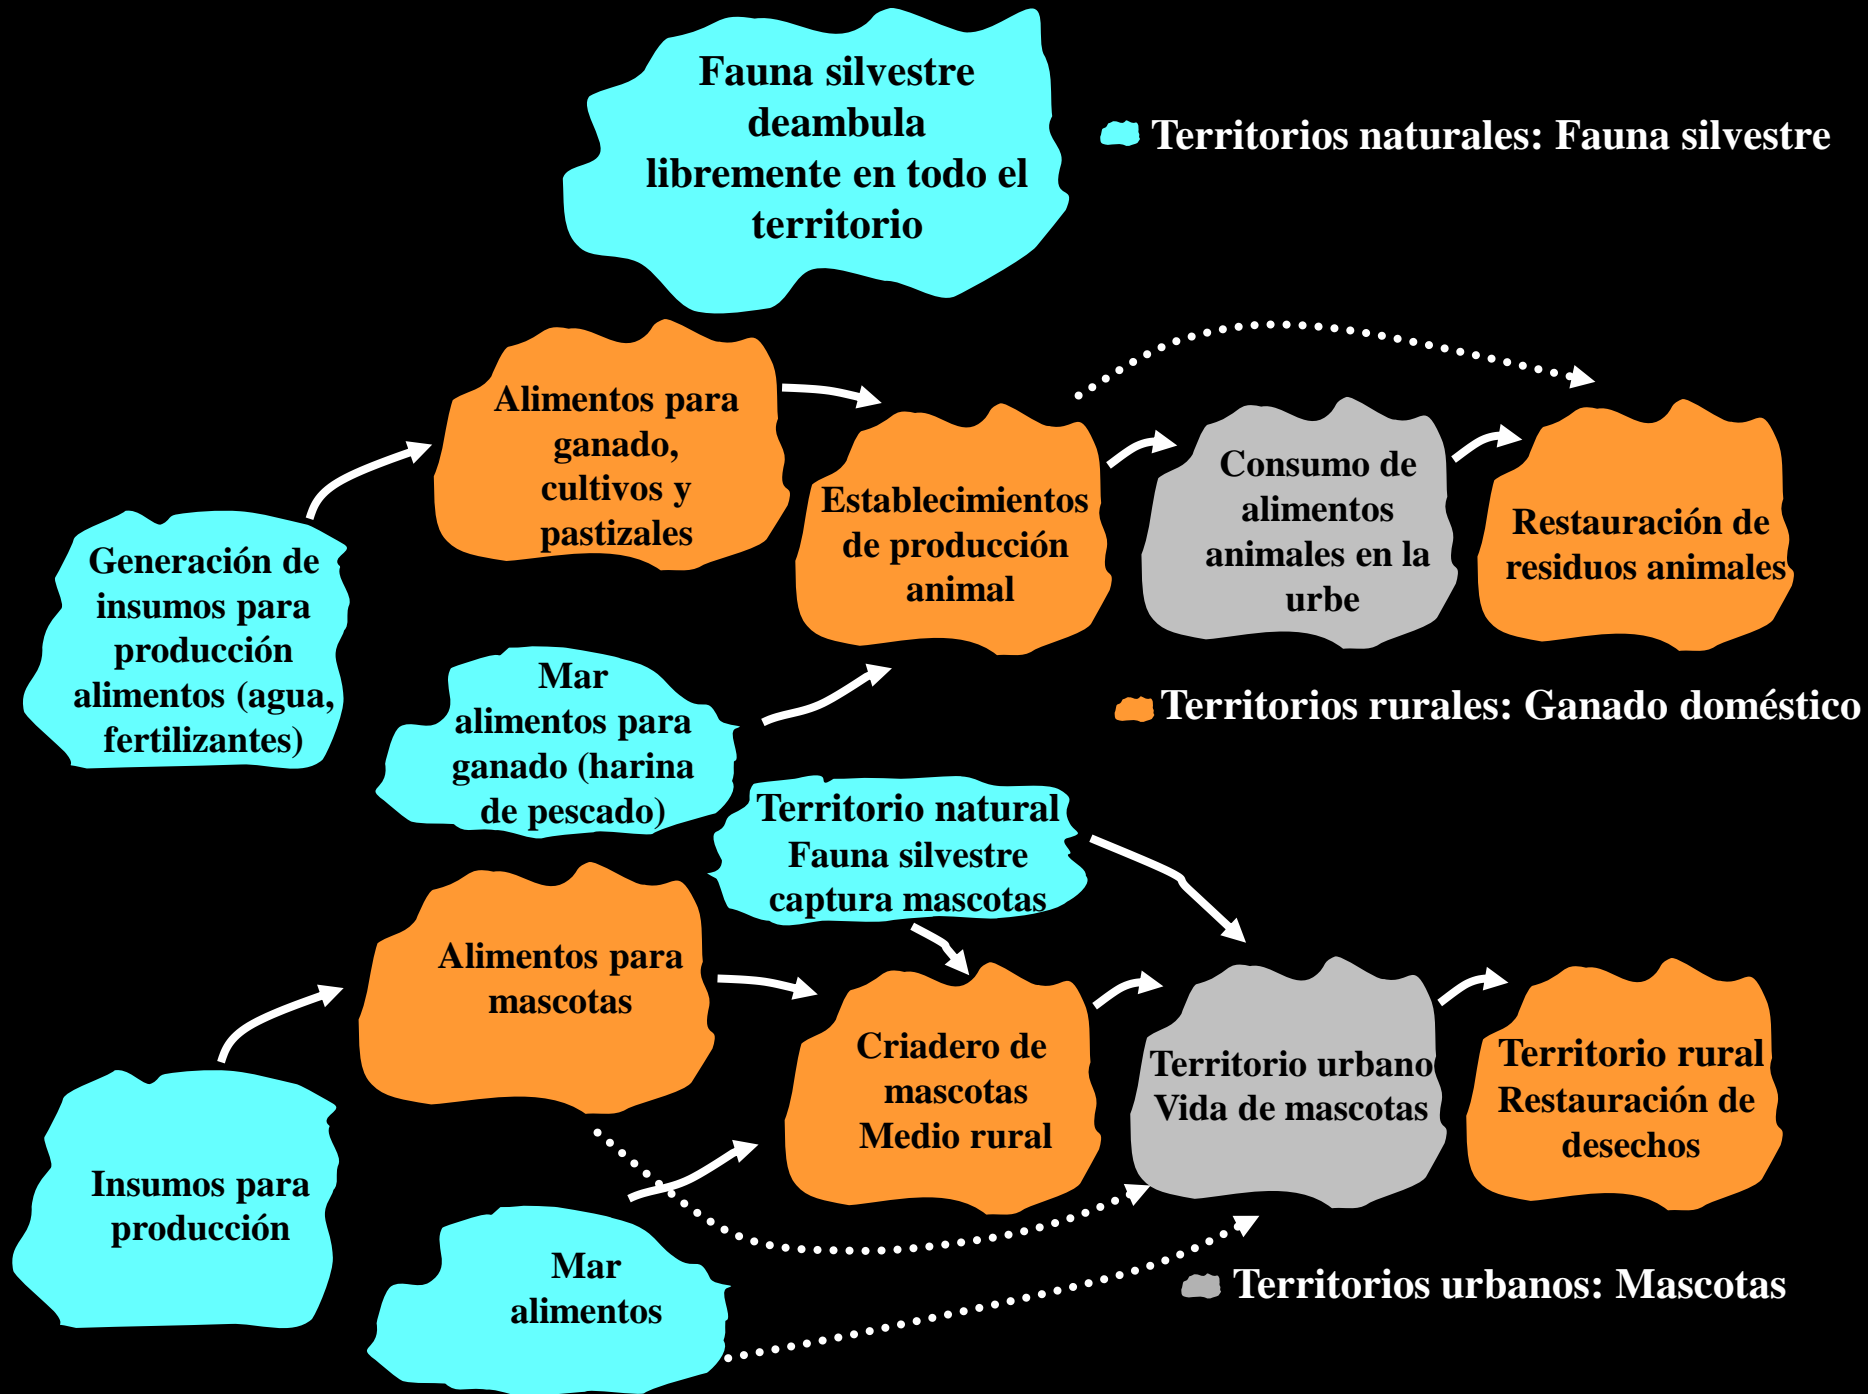 Fauna silvestre
deambula
libremente en todo el
territorio
Territorios naturales: Fauna silvestre
Alimentos para
ganado,
cultivos y
pastizales
Establecimientos
de producción
animal
Consumo de
alimentos
animales en la
urbe
Restauración de
residuos animales
Generación de
insumos para
producción
alimentos (agua,
fertilizantes)
Mar
alimentos para
ganado (harina
de pescado)
Territorios rurales: Ganado doméstico
Territorio natural
Fauna silvestre
captura mascotas
Alimentos para
mascotas
Criadero de
mascotas
Medio rural
Territorio urbano
Vida de mascotas
Territorio rural
Restauración de
desechos
Insumos para
producción
Mar
alimentos
Territorios urbanos: Mascotas